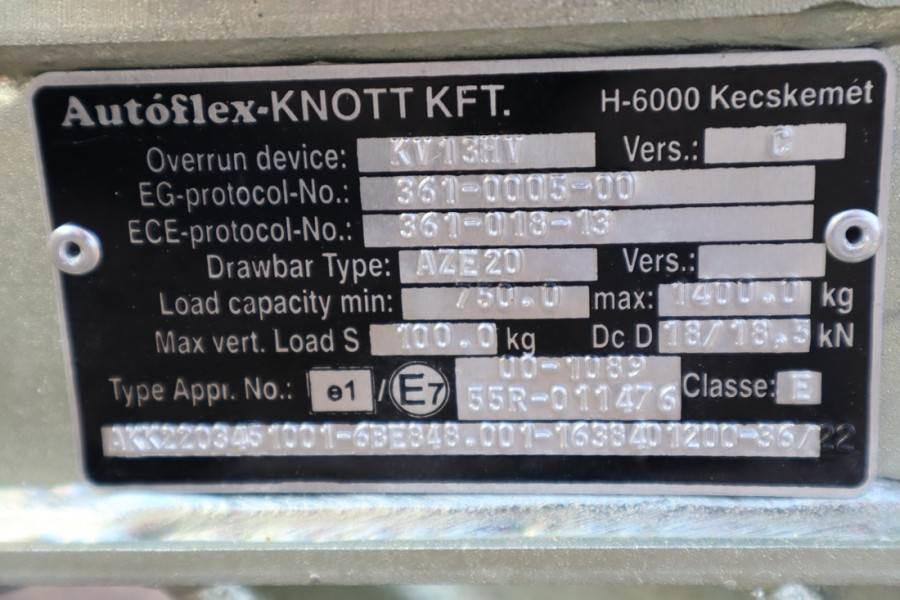 Autóflex-KNOTT KFT. H-6000 Kecskemét
Overrun device: KV13HV Vers.: C
EG-protocol-No.: 361-0005-00
ECE-protocol-No.: 361-018-13
Drawbar Type: AZE20 Vers.:
Load capacity min: 750.0 max: 1400.0 kg
Max vert. Load S 100.0 kg Dc D 18/18.5 kN
00-1089
Type Appr. No.: e1 / E7 55R-011476 Classe: E
AKK2203451001-6BE848.001-1638401200-36/22